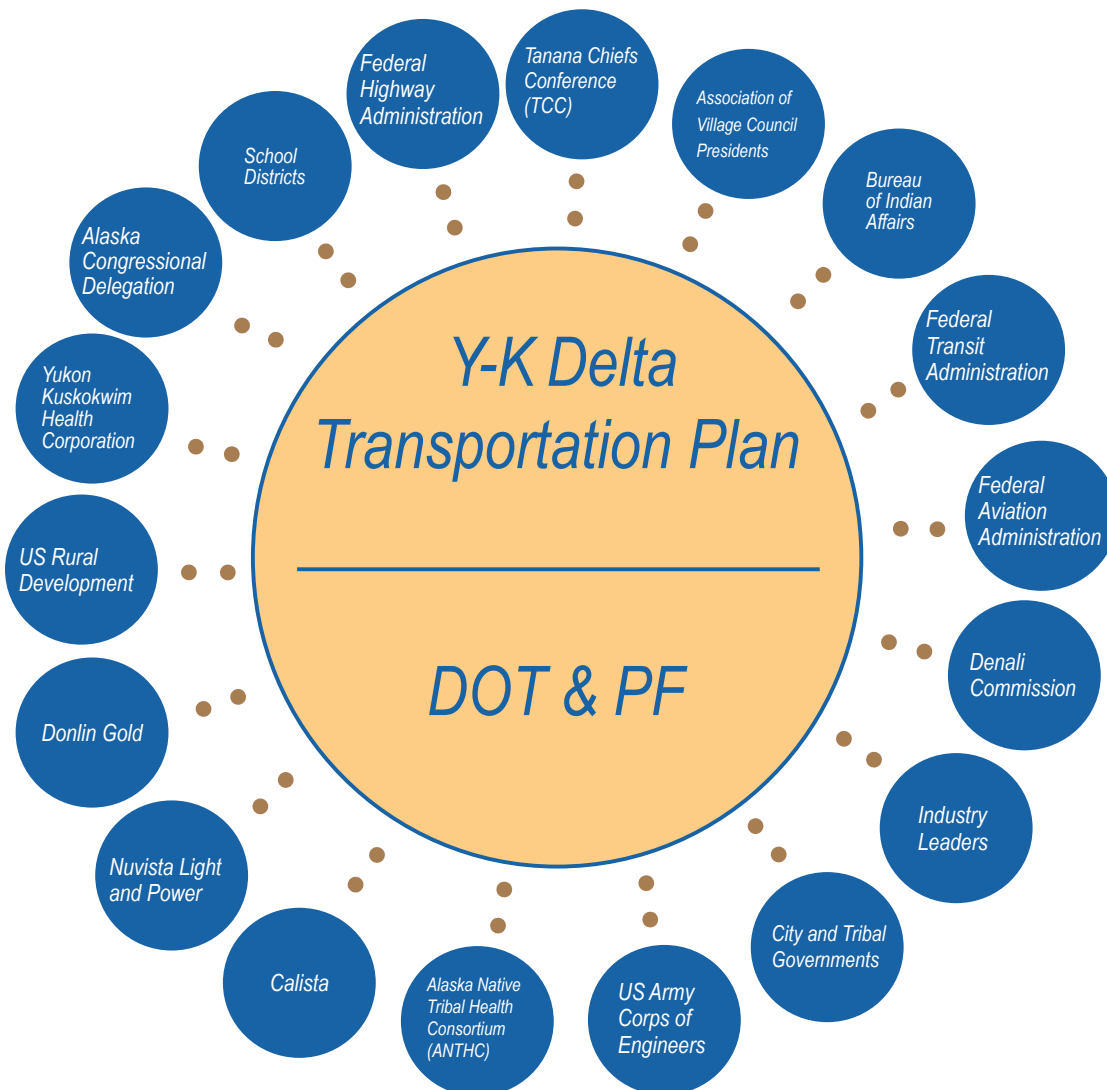 Federal
Highway
Administration
Tanana Chiefs
Conference
(TCC)
Association of
Village Council
Presidents
School
Districts
Bureau
of Indian
Affairs
Alaska
Congressional
Delegation
Federal
Transit
Administration
Yukon
Kuskokwim
Health
Corporation
Y-K Delta
Transportation Plan
DOT & PF
Federal
Aviation
Administration
US Rural
Development
Denali
Commission
Donlin Gold
Industry
Leaders
Nuvista Light
and Power
City and Tribal
Governments
Calista
Alaska Native
Tribal Health
Consortium
(ANTHC)
US Army
Corps of
Engineers